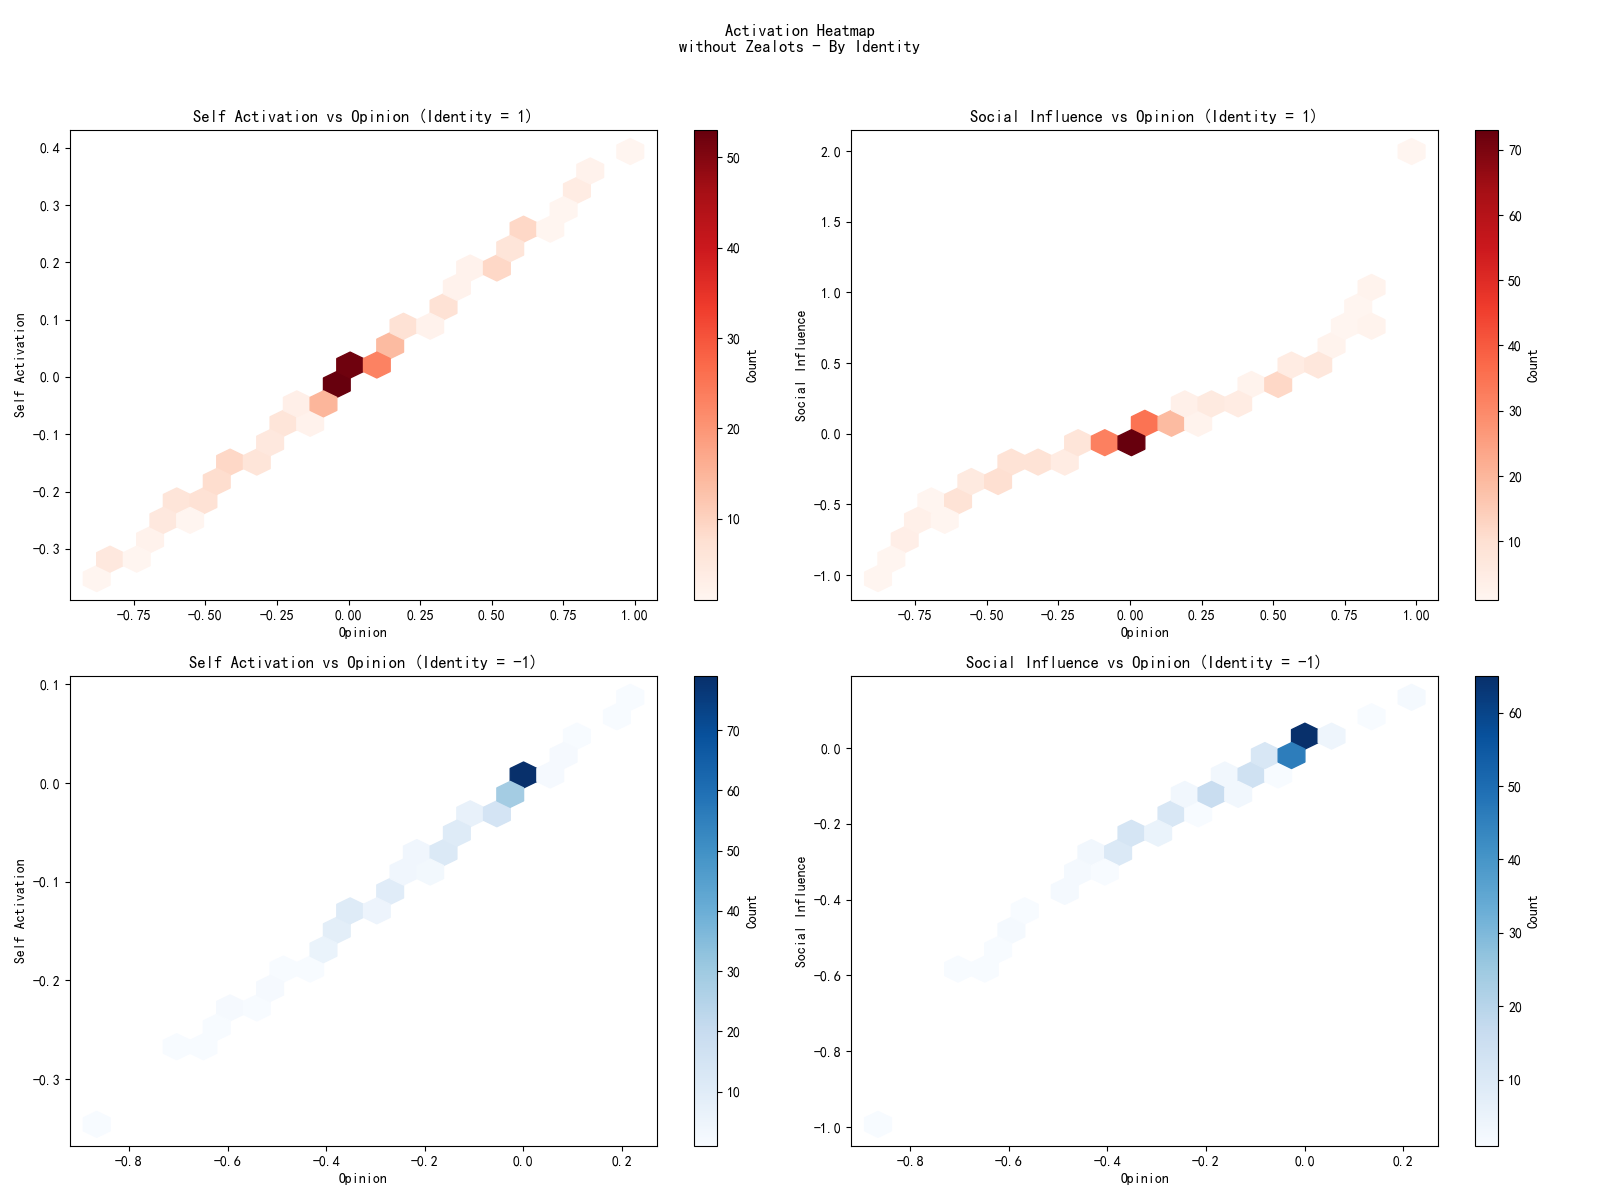 Activation Heatmap
without Zealots - By Identity
Self Activation vs Opinion (Identity = 1)
0.4
0.3
0.2
0.1
0.0
-0.1
-0.2
-0.3
Self Activation
-0.75 -0.50 -0.25 0.00 0.25 0.50 0.75 1.00
Opinion
50
40
30
20
10
Count
Social Influence vs Opinion (Identity = 1)
2.0
1.5
1.0
0.5
0.0
-0.5
-1.0
Social Influence
-0.75 -0.50 -0.25 0.00 0.25 0.50 0.75 1.00
Opinion
70
60
50
40
30
20
10
Count
Self Activation vs Opinion (Identity = -1)
0.1
0.0
-0.1
-0.2
-0.3
Self Activation
-0.8 -0.6 -0.4 -0.2 0.0 0.2
Opinion
70
60
50
40
30
20
10
Count
Social Influence vs Opinion (Identity = -1)
0.0
-0.2
-0.4
-0.6
-0.8
-1.0
Social Influence
-0.8 -0.6 -0.4 -0.2 0.0 0.2
Opinion
60
50
40
30
20
10
Count